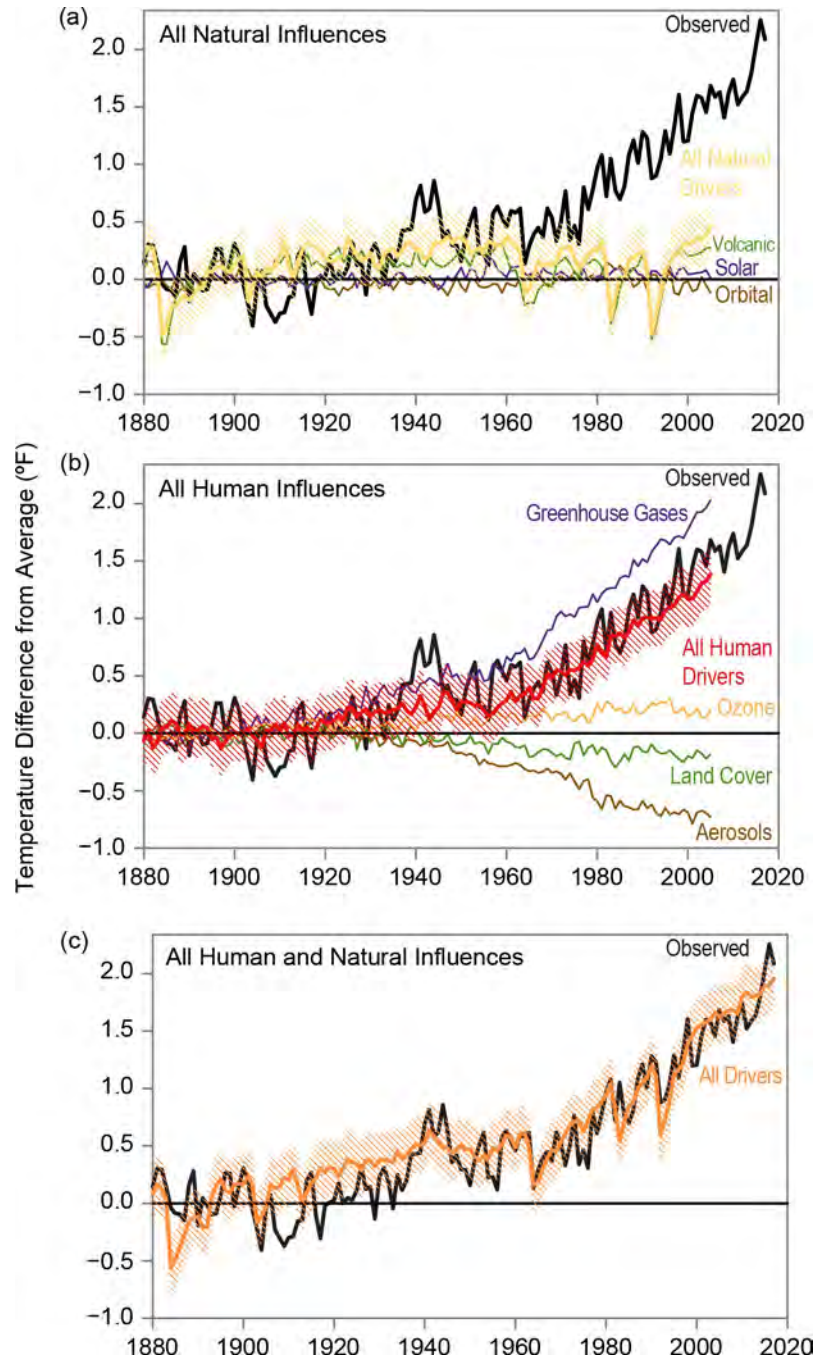 (a)
All Natural Influences
Observed
2.0
1.5
1.0
All Natural
Drivers
0.5
Volcanic
0.0
Solar
Orbital
−0.5
−1.0
1880 1900 1920 1940 1960 1980 2000 2020
Temperature Difference from Average (ºF)
(b)
All Human Influences
Observed
2.0
Greenhouse Gases
1.5
1.0
All Human
Drivers
0.5
Ozone
0.0
Land Cover
−0.5
Aerosols
−1.0
1880 1900 1920 1940 1960 1980 2000 2020
(c)
All Human and Natural Influences
Observed
2.0
1.5
All Drivers
1.0
0.5
0.0
−0.5
−1.0
1880 1900 1920 1940 1960 1980 2000 2020